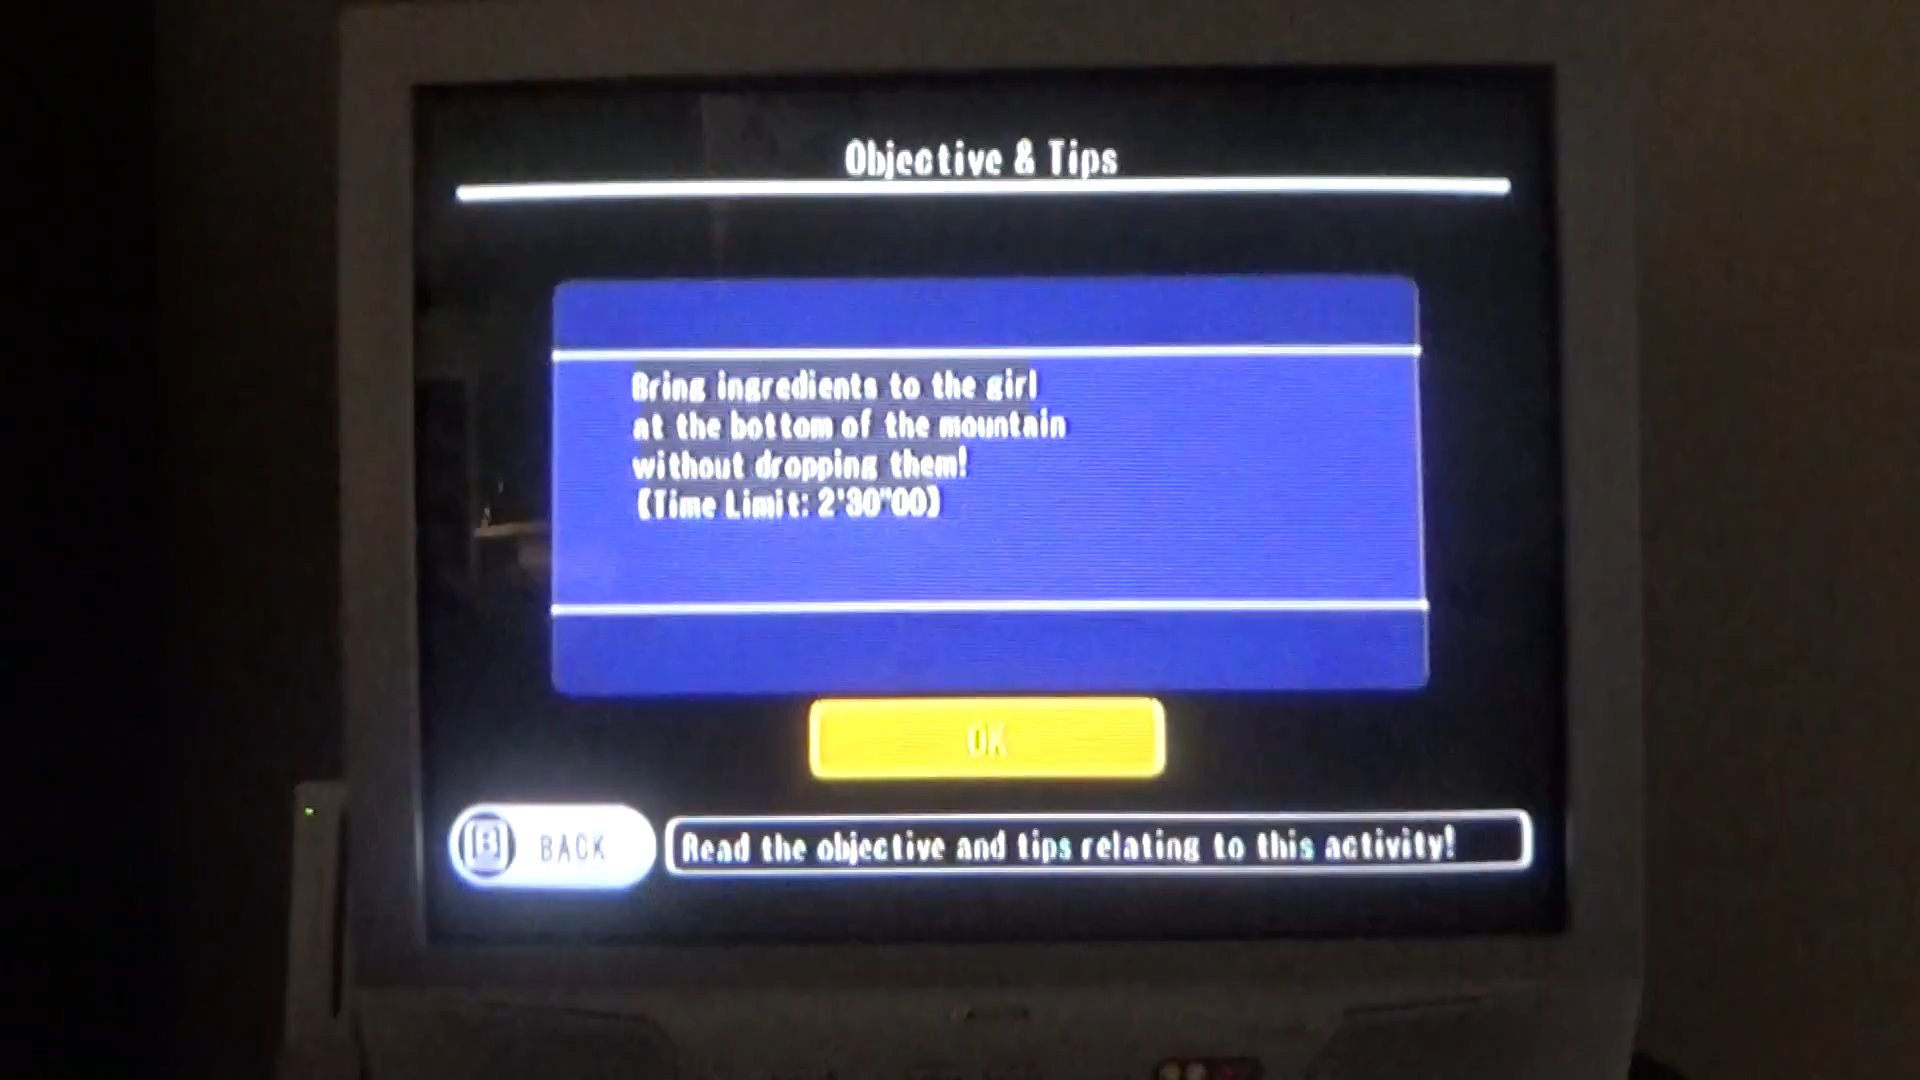 Objective & Tips
Bring ingredients to the girl
at the bottom of the mountain
without dropping them!
(Time Limit: 2'30"00)
OK
B BACK
Read the objective and tips relating to this activity!